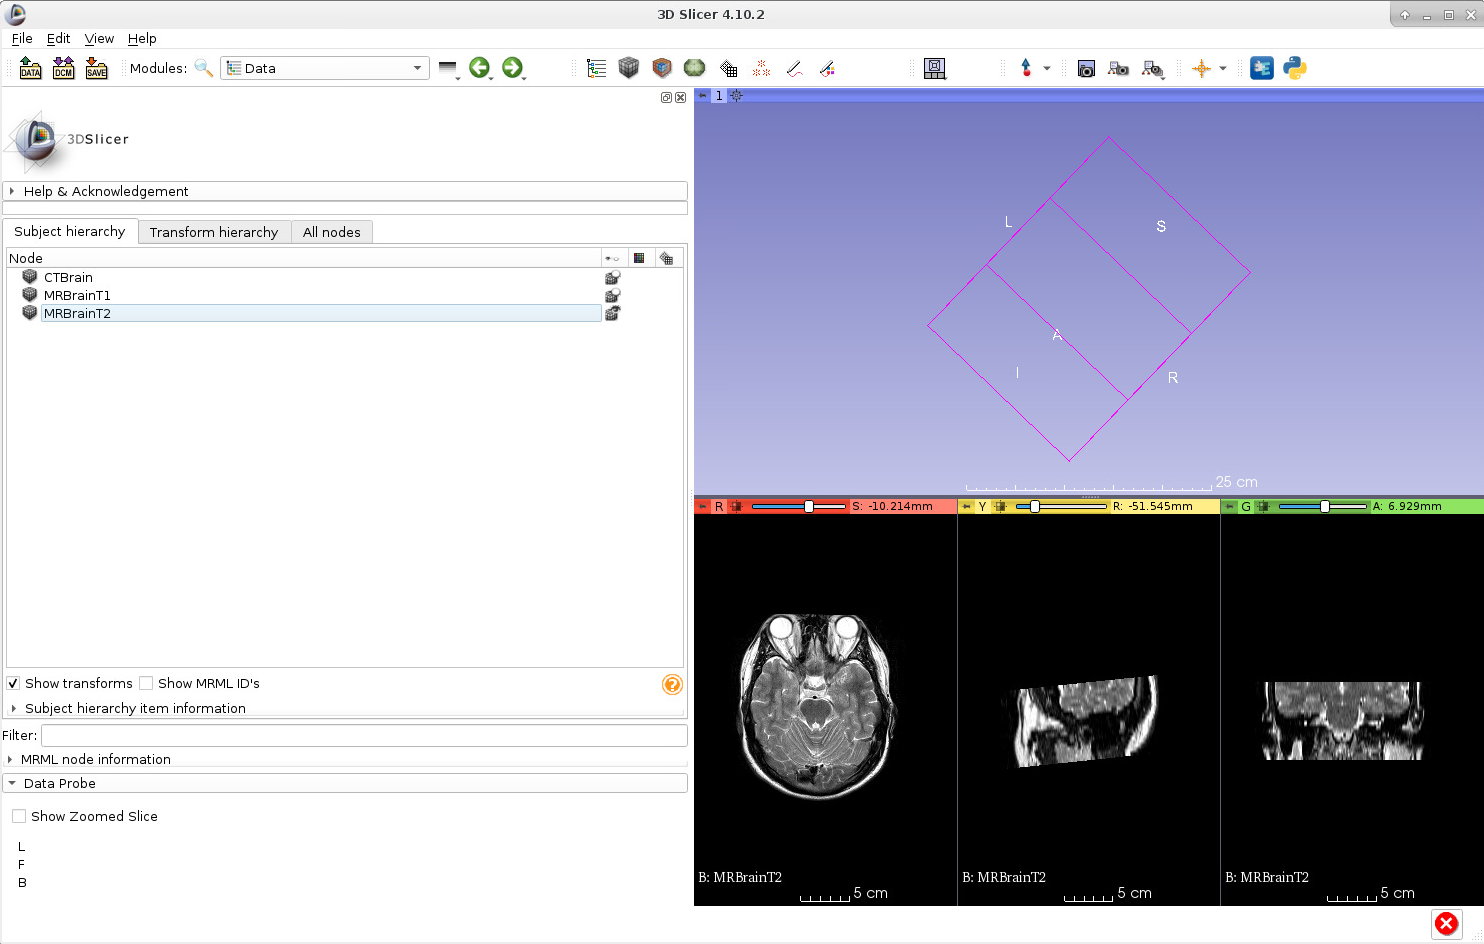 3D Slicer 4.10.2
File Edit View Help
DATA DCM SAVE Modules: Data
1
3DSlicer
Help & Acknowledgement
Subject hierarchy Transform hierarchy All nodes
Node
CTBrain
MRBrainT1
MRBrainT2
Show transforms Show MRML ID's
Subject hierarchy item information
Filter:
MRML node information
Data Probe
Show Zoomed Slice
L
F
B
L
S
A
I
R
25 cm
R S: -10.214mm
Y R: -51.545mm
G A: 6.929mm
B: MRBrainT2
5 cm
B: MRBrainT2
5 cm
B: MRBrainT2
5 cm